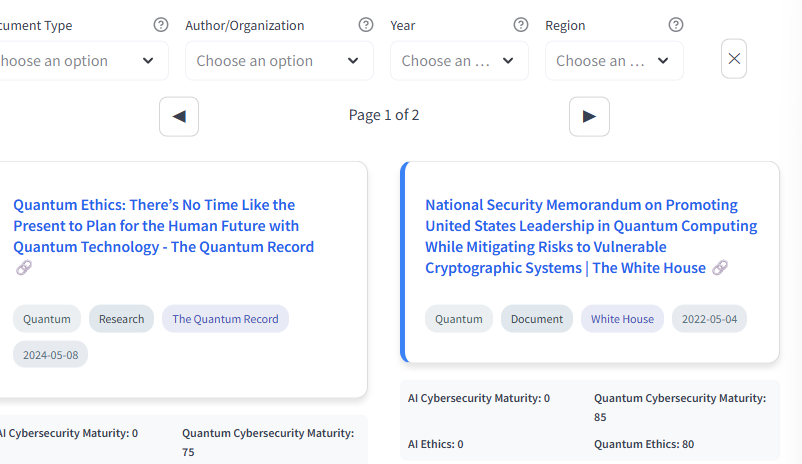 cument Type
Author/Organization
Year
Region
hoose an option
Choose an option
Choose an ...
Choose an ...
Page 1 of 2
Quantum Ethics: There’s No Time Like the
Present to Plan for the Human Future with
Quantum Technology - The Quantum Record
Quantum
Research
The Quantum Record
2024-05-08
AI Cybersecurity Maturity: 0
Quantum Cybersecurity Maturity:
75
National Security Memorandum on Promoting
United States Leadership in Quantum Computing
While Mitigating Risks to Vulnerable
Cryptographic Systems | The White House
Quantum
Document
White House
2022-05-04
AI Cybersecurity Maturity: 0
Quantum Cybersecurity Maturity:
85
AI Ethics: 0
Quantum Ethics: 80